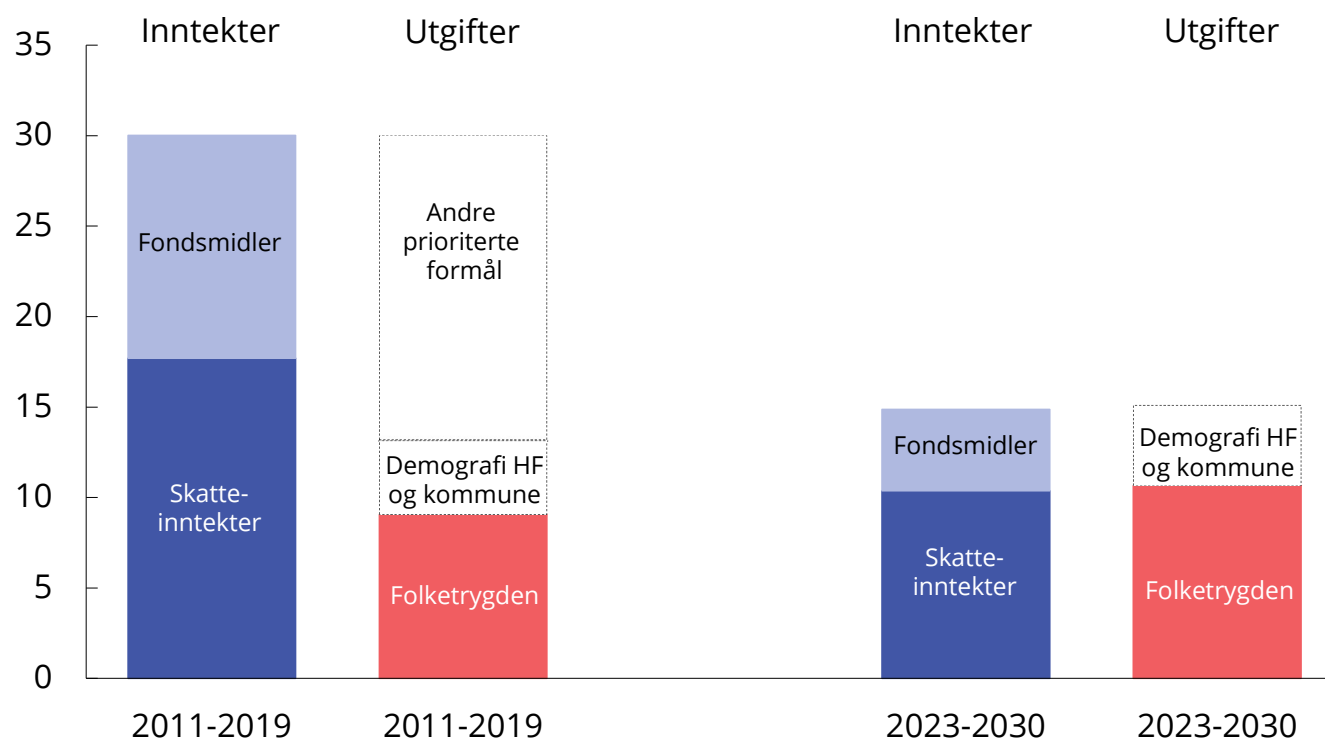 Inntekter
Utgifter
Inntekter
Utgifter
35
30
25
20
15
10
5
0
Fondsmidler
Skatte-
inntekter
Andre
prioriterte
formål
Demografi HF
og kommune
Folketrygden
Fondsmidler
Skatte-
inntekter
Demografi HF
og kommune
Folketrygden
2011-2019
2011-2019
2023-2030
2023-2030